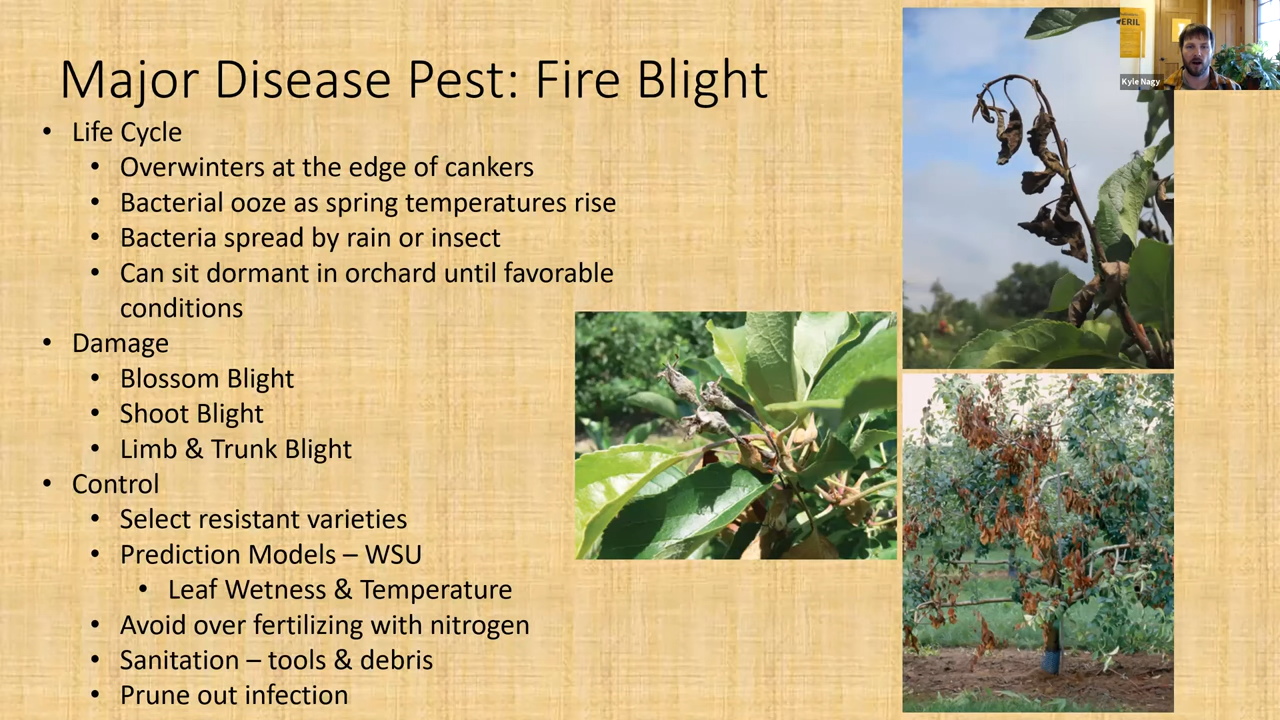 Major Disease Pest: Fire Blight
• Life Cycle
• Overwinters at the edge of cankers
• Bacterial ooze as spring temperatures rise
• Bacteria spread by rain or insect
• Can sit dormant in orchard until favorable
conditions
• Damage
• Blossom Blight
• Shoot Blight
• Limb & Trunk Blight
• Control
• Select resistant varieties
• Prediction Models – WSU
• Leaf Wetness & Temperature
• Avoid over fertilizing with nitrogen
• Sanitation – tools & debris
• Prune out infection
ERIL
Kyle Nagy